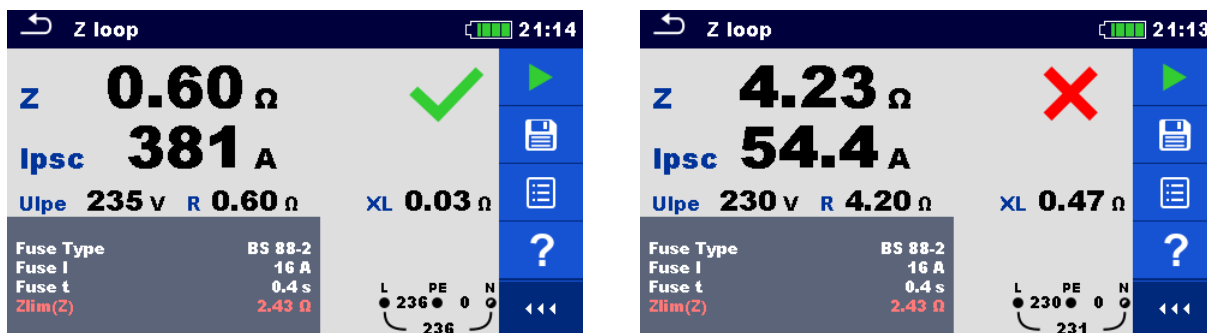 Z loop 21:14
Z 0.60 Ω
Ipsc 381 A
Ulpe 235 V R 0.60 Ω XL 0.03 Ω
Fuse Type BS 88-2
Fuse I 16 A
Fuse t 0.4 s
Zlim(Z) 2.43 Ω
?
L PE N
236 0
236
Z loop 21:13
Z 4.23 Ω
Ipsc 54.4 A
Ulpe 230 V R 4.20 Ω XL 0.47 Ω
Fuse Type BS 88-2
Fuse I 16 A
Fuse t 0.4 s
Zlim(Z) 2.43 Ω
?
L PE N
230 0
231